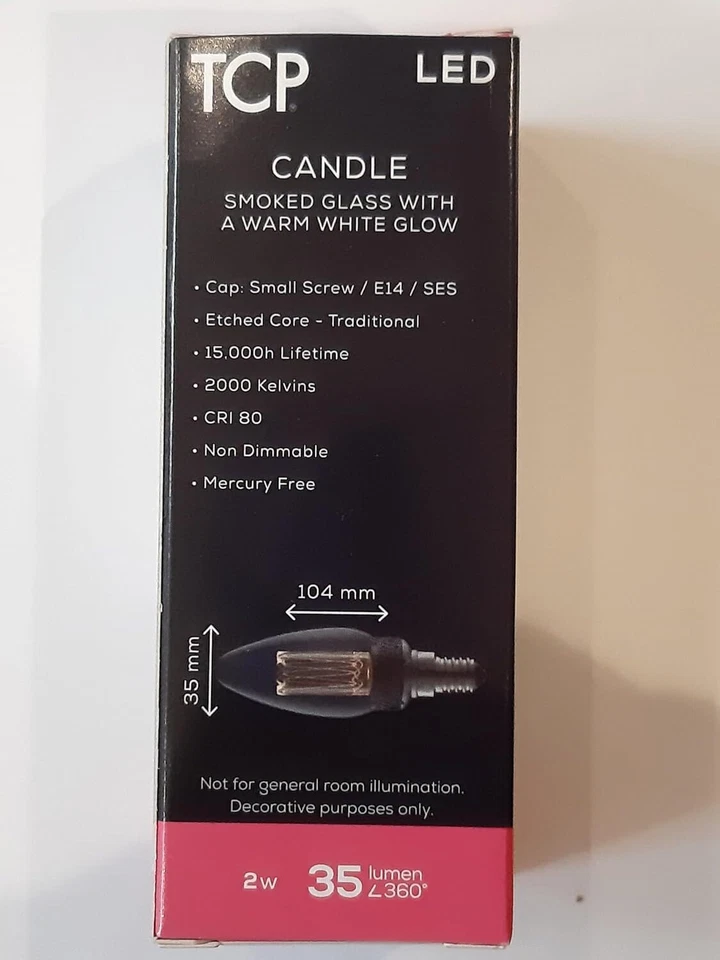 TCP LED
CANDLE
SMOKED GLASS WITH
A WARM WHITE GLOW
• Cap: Small Screw / E14 / SES
• Etched Core - Traditional
• 15,000h Lifetime
• 2000 Kelvins
• CRI 80
• Non Dimmable
• Mercury Free
104 mm
35 mm
Not for general room illumination.
Decorative purposes only.
2w 35 lumen
∠360°